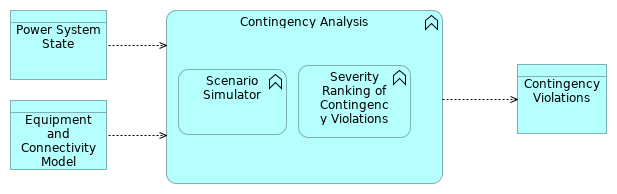 Power System
State
Equipment
and
Connectivity
Model
Contingency Analysis
Scenario
Simulator
Severity
Ranking of
Contingenc
y Violations
Contingency
Violations